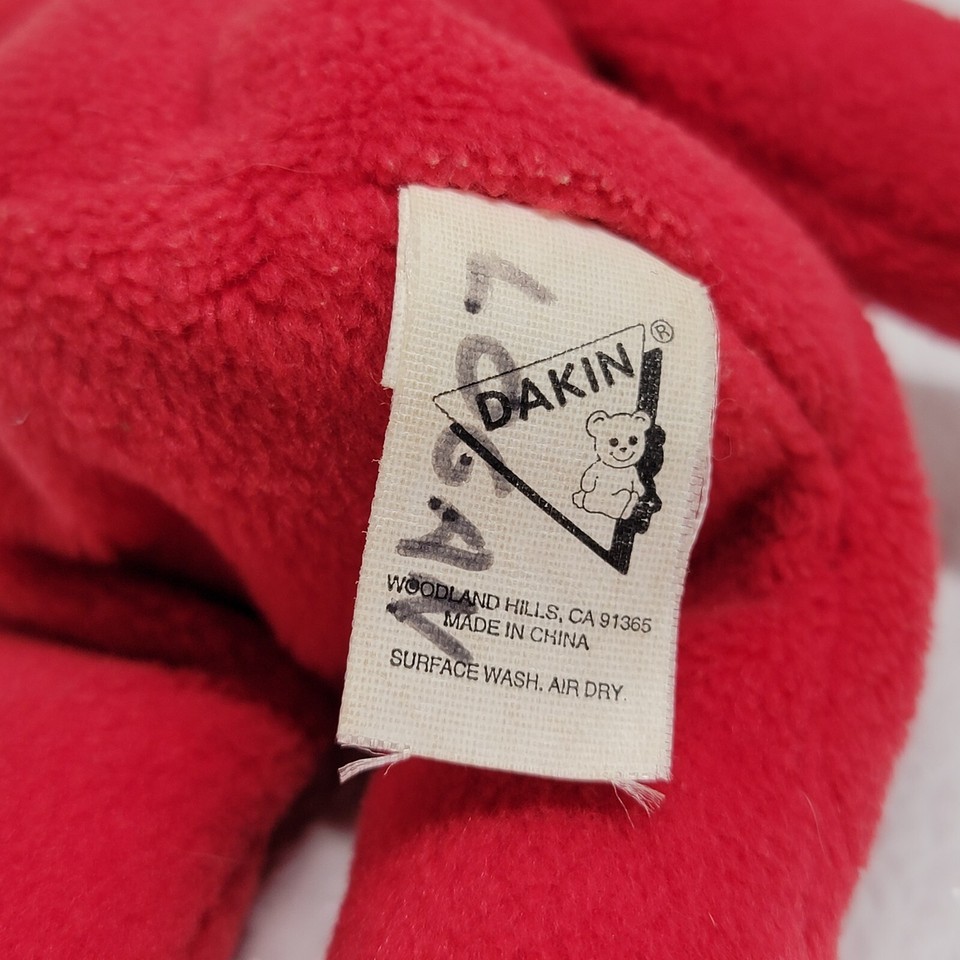 LOGAN
DAKIN®
WOODLAND HILLS, CA 91365
MADE IN CHINA
SURFACE WASH. AIR DRY.